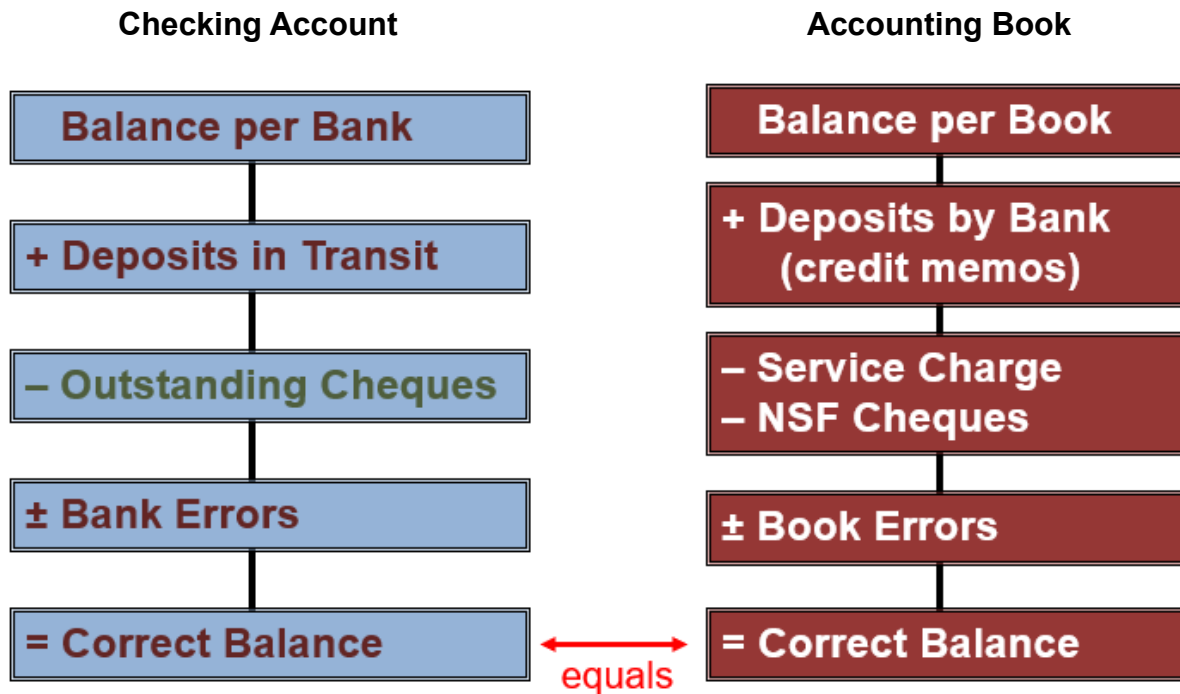 Checking Account
Balance per Bank
+ Deposits in Transit
– Outstanding Cheques
± Bank Errors
= Correct Balance
equals
Accounting Book
Balance per Book
+ Deposits by Bank
(credit memos)
– Service Charge
– NSF Cheques
± Book Errors
= Correct Balance